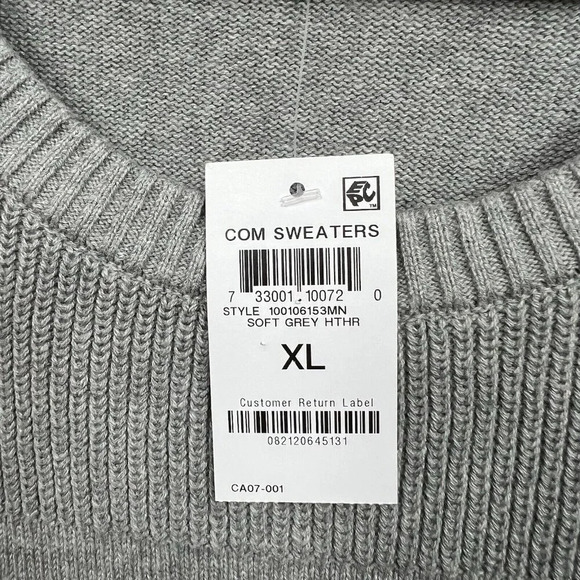 EPC
TM
COM SWEATERS
7 33001 10072 0
STYLE 100106153MN
SOFT GREY HTHR
XL
Customer Return Label
082120645131
CA07-001